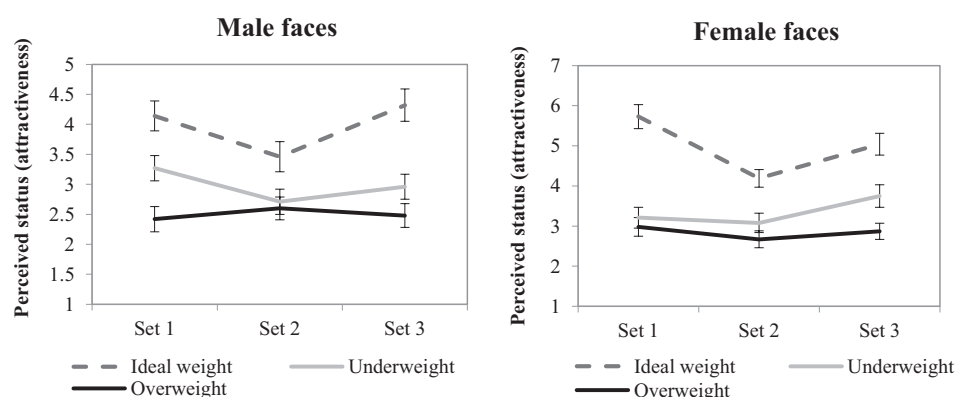 Male faces
Perceived status (attractiveness)
5
4.5
4
3.5
3
2.5
2
1.5
1
Set 1 Set 2 Set 3
Ideal weight Underweight
Overweight
Female faces
Perceived status (attractiveness)
7
6
5
4
3
2
1
Set 1 Set 2 Set 3
Ideal weight Underweight
Overweight